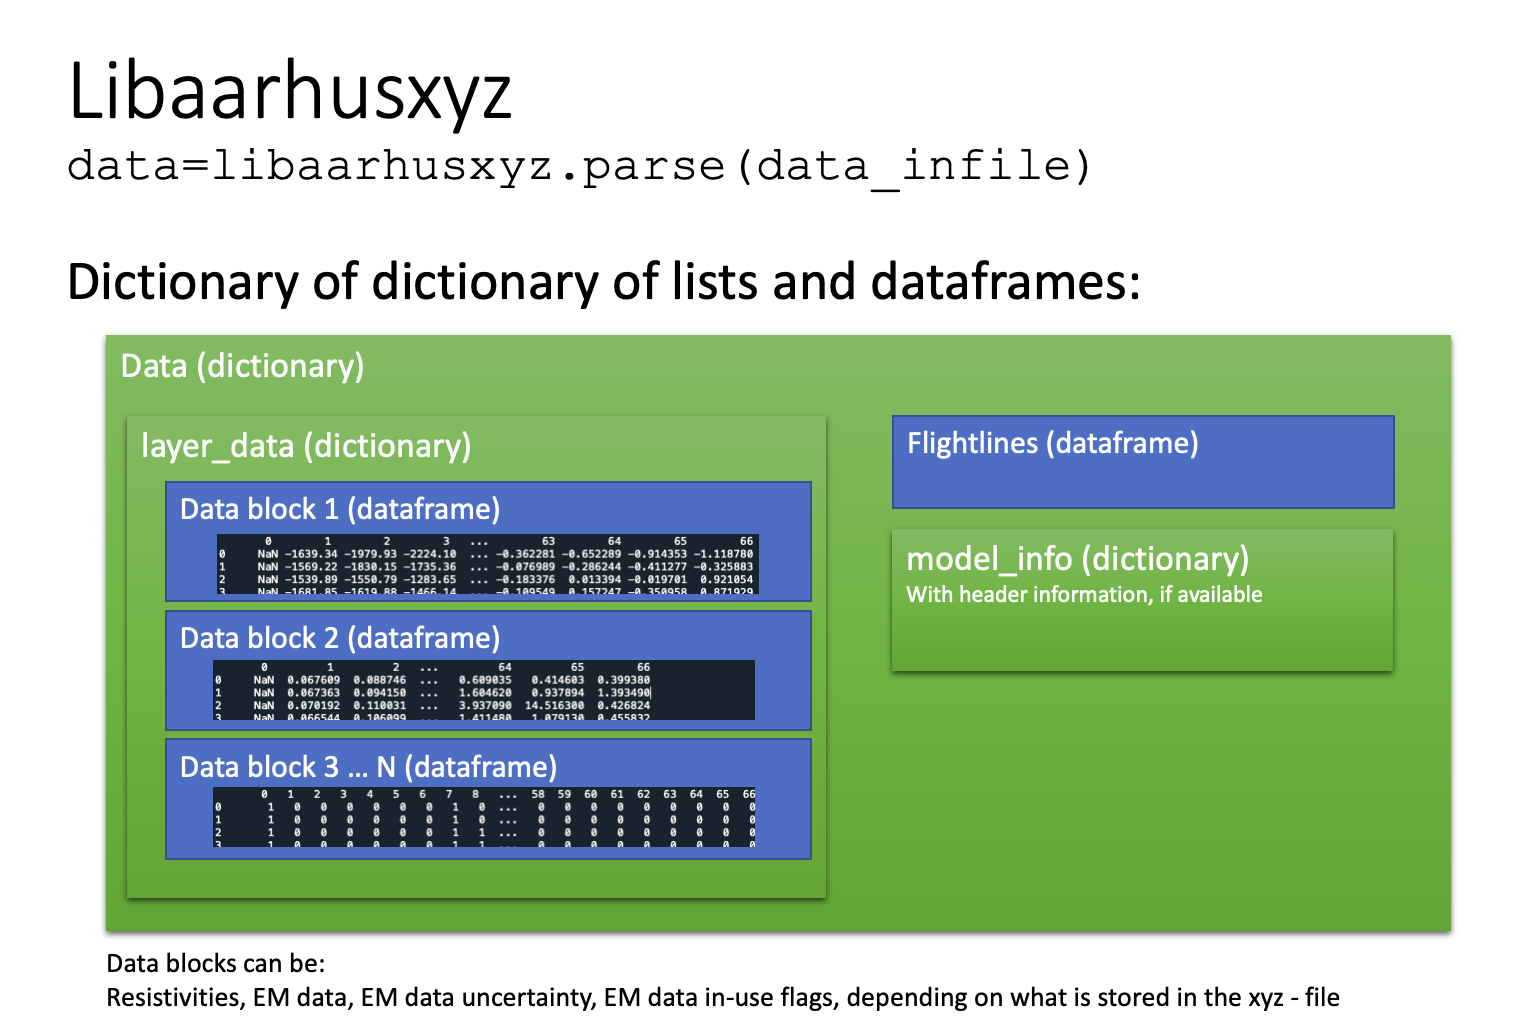 Libaarhusxyz
data=libaarhusxyz.parse(data_infile)
Dictionary of dictionary of lists and dataframes:
Data (dictionary)
layer_data (dictionary)
Data block 1 (dataframe)
0 1 2 3 ... 63 64 65 66
0 NaN -1639.34 -1979.93 -2224.10 ... -0.362281 -0.652289 -0.914353 -1.118780
1 NaN -1569.22 -1830.15 -1735.36 ... -0.076989 -0.286244 -0.411277 -0.325883
2 NaN -1539.89 -1550.79 -1283.65 ... -0.183376 0.013394 -0.019701 0.921054
3 NaN -1681.85 -1619.88 -1466.14 ... -0.109549 0.157247 -0.350958 0.871929
Data block 2 (dataframe)
0 1 2 ... 64 65 66
0 NaN 0.067609 0.088746 ... 0.609035 0.414603 0.399380
1 NaN 0.067363 0.094150 ... 1.604620 0.937894 1.393490
2 NaN 0.070192 0.110031 ... 3.937090 14.516300 0.426824
3 NaN 0.066544 0.106099 ... 1.411480 1.079130 0.455832
Data block 3 ... N (dataframe)
0 1 2 3 4 5 6 7 8 ... 58 59 60 61 62 63 64 65 66
0 1 0 0 0 0 0 0 1 0 ... 0 0 0 0 0 0 0 0 0
1 1 0 0 0 0 0 0 1 0 ... 0 0 0 0 0 0 0 0 0
2 1 0 0 0 0 0 0 1 1 ... 0 0 0 0 0 0 0 0 0
3 1 0 0 0 0 0 0 1 1 ... 0 0 0 0 0 0 0 0 0
Flightlines (dataframe)
model_info (dictionary)
With header information, if available
Data blocks can be:
Resistivities, EM data, EM data uncertainty, EM data in-use flags, depending on what is stored in the xyz - file